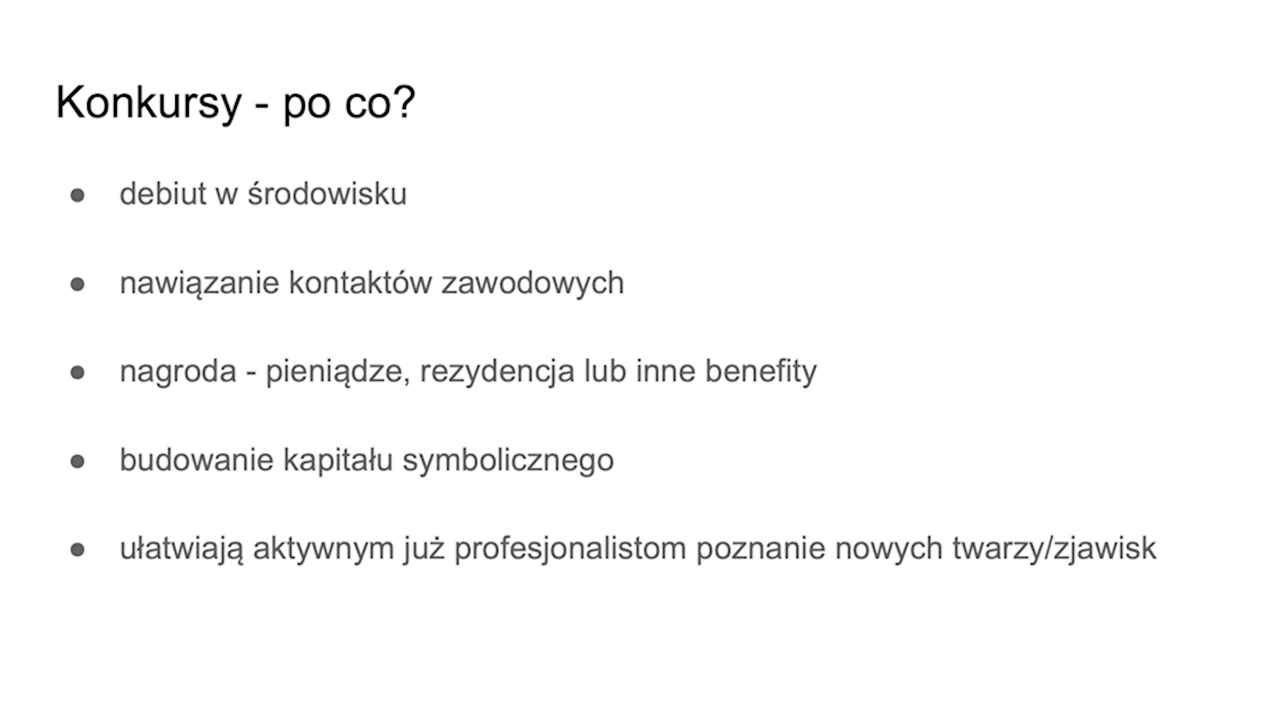 Konkursy - po co?
● debiut w środowisku
● nawiązanie kontaktów zawodowych
● nagroda - pieniądze, rezydencja lub inne benefity
● budowanie kapitału symbolicznego
● ułatwiają aktywnym już profesjonalistom poznanie nowych twarzy/zjawisk